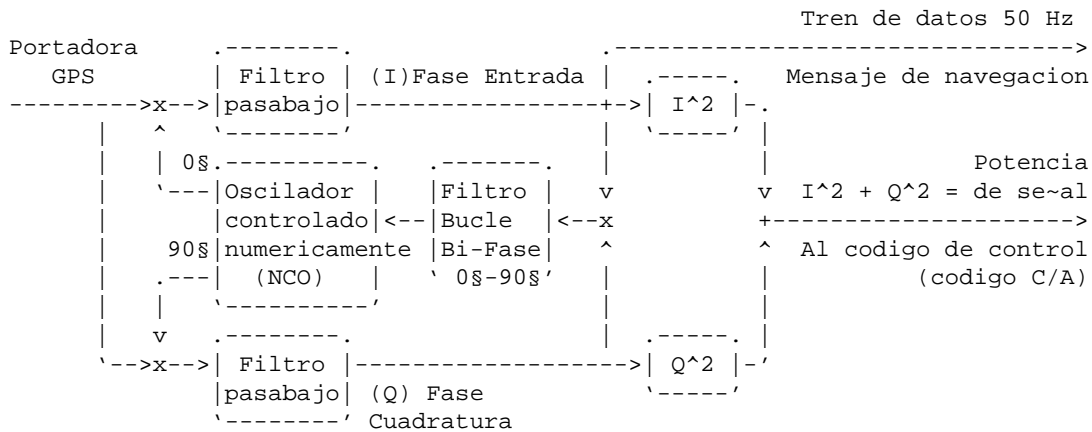 Tren de datos 50 Hz
Portadora
GPS | Filtro | (I)Fase Entrada | Mensaje de navegacion
--------->x-->|pasabajo|-----------------+->| I^2 |-.
| 0§
| '---|Oscilador | |Filtro | v v I^2 + Q^2 = de se~al
Potencia
|controlado|<--|Bucle |<--x +--------------------->
90§|numericamente |Bi-Fase| ^ ^ Al codigo de control
.---| (NCO) | ' 0§-90§' | | (codigo C/A)
'-->x-->| Filtro |------------------->| Q^2 |-'
|pasabajo| (Q) Fase
Cuadratura